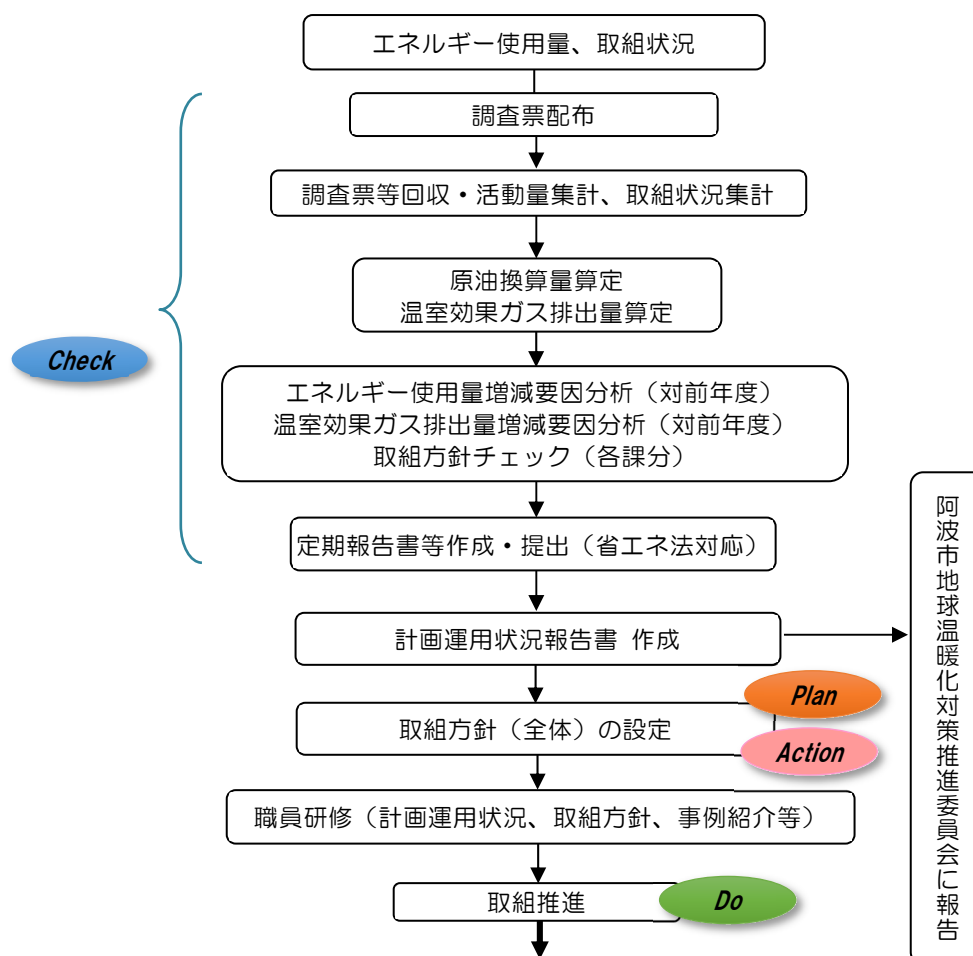 エネルギー使用量、取組状況
調査票配布
調査票等回収・活動量集計、取組状況集計
原油換算量算定
温室効果ガス排出量算定
Check
エネルギー使用量増減要因分析（対前年度）
温室効果ガス排出量増減要因分析（対前年度）
取組方針チェック（各課分）
定期報告書等作成・提出（省エネ法対応）
計画運用状況報告書 作成
阿波市地球温暖化対策推進委員会に報告
Plan
取組方針（全体）の設定
Action
職員研修（計画運用状況、取組方針、事例紹介等）
取組推進
Do